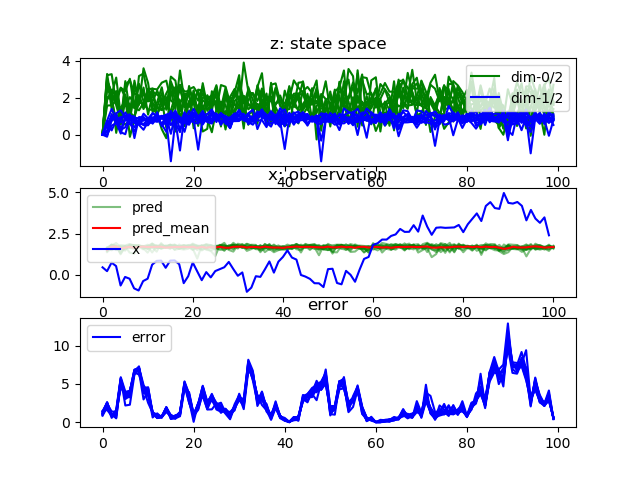 z: state space
4
2
0
dim-0/2
dim-1/2
0 20 40 60 80 100
x: observation
5.0
2.5
0.0
pred
pred_mean
x
0 20 40 60 80 100
error
10
5
0
error
0 20 40 60 80 100